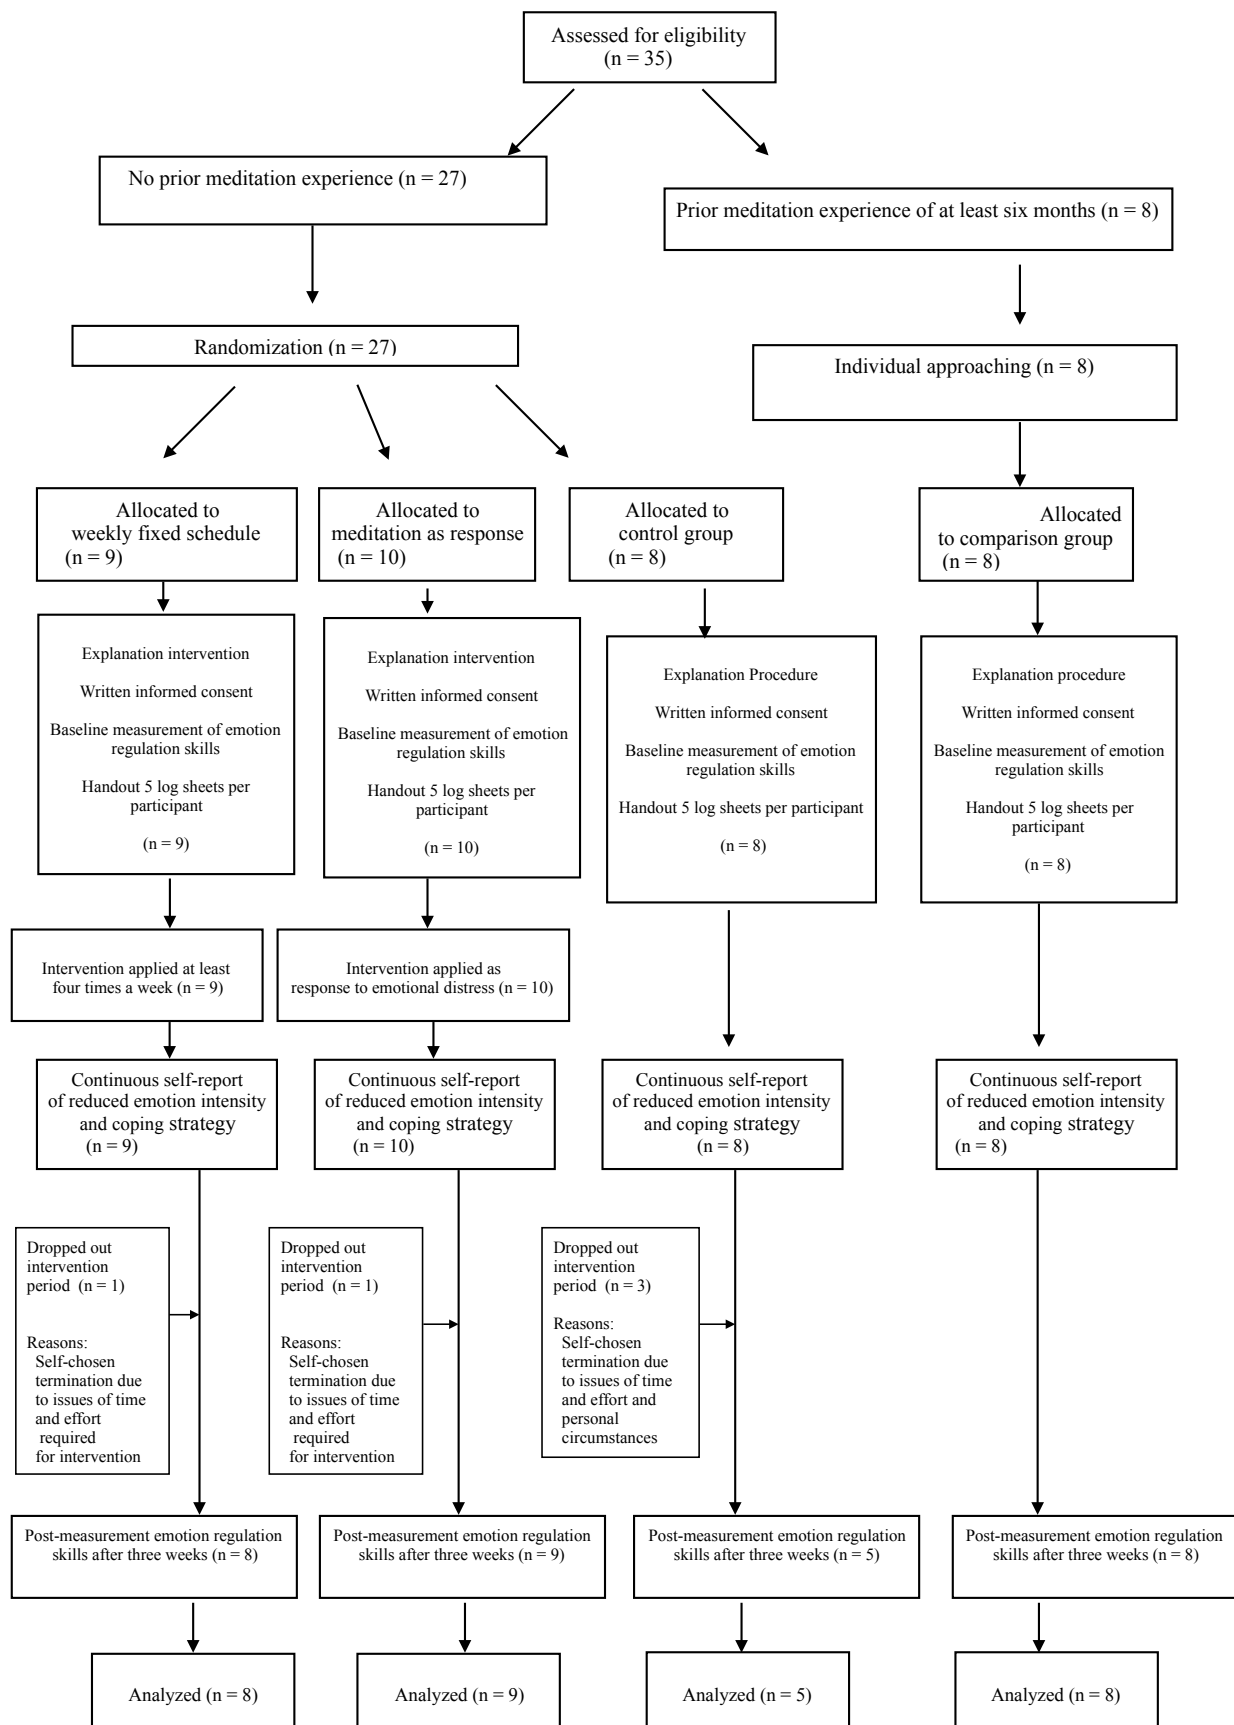 Assessed for eligibility
(n = 35)
No prior meditation experience (n = 27)
Prior meditation experience of at least six months (n = 8)
Randomization (n = 27)
Individual approaching (n = 8)
Allocated to
weekly fixed schedule
(n = 9)
Allocated to
meditation as response
(n = 10)
Allocated to
control group
(n = 8)
Allocated
to comparison group
(n = 8)
Explanation intervention
Written informed consent
Baseline measurement of emotion
regulation skills
Handout 5 log sheets per
participant
(n = 9)
Explanation intervention
Written informed consent
Baseline measurement of emotion
regulation skills
Handout 5 log sheets per
participant
(n = 10)
Explanation Procedure
Written informed consent
Baseline measurement of emotion
regulation skills
Handout 5 log sheets per participant
(n = 8)
Explanation procedure
Written informed consent
Baseline measurement of emotion
regulation skills
Handout 5 log sheets per
participant
(n = 8)
Intervention applied at least
four times a week (n = 9)
Intervention applied as
response to emotional distress (n = 10)
Continuous self-report
of reduced emotion intensity
and coping strategy
(n = 9)
Continuous self-report
of reduced emotion intensity
and coping strategy
(n = 10)
Continuous self-report
of reduced emotion intensity
and coping strategy
(n = 8)
Continuous self-report
of reduced emotion intensity
and coping strategy
(n = 8)
Dropped out
intervention
period (n = 1)
Reasons:
Self-chosen
termination due
to issues of time
and effort
required
for intervention
Dropped out
intervention
period (n = 1)
Reasons:
Self-chosen
termination due
to issues of time
and effort
required
for intervention
Dropped out
intervention
period (n = 3)
Reasons:
Self-chosen
termination due
to issues of time
and effort and
personal
circumstances
Post-measurement emotion regulation
skills after three weeks (n = 8)
Post-measurement emotion regulation
skills after three weeks (n = 9)
Post-measurement emotion regulation
skills after three weeks (n = 5)
Post-measurement emotion regulation
skills after three weeks (n = 8)
Analyzed (n = 8)
Analyzed (n = 9)
Analyzed (n = 5)
Analyzed (n = 8)